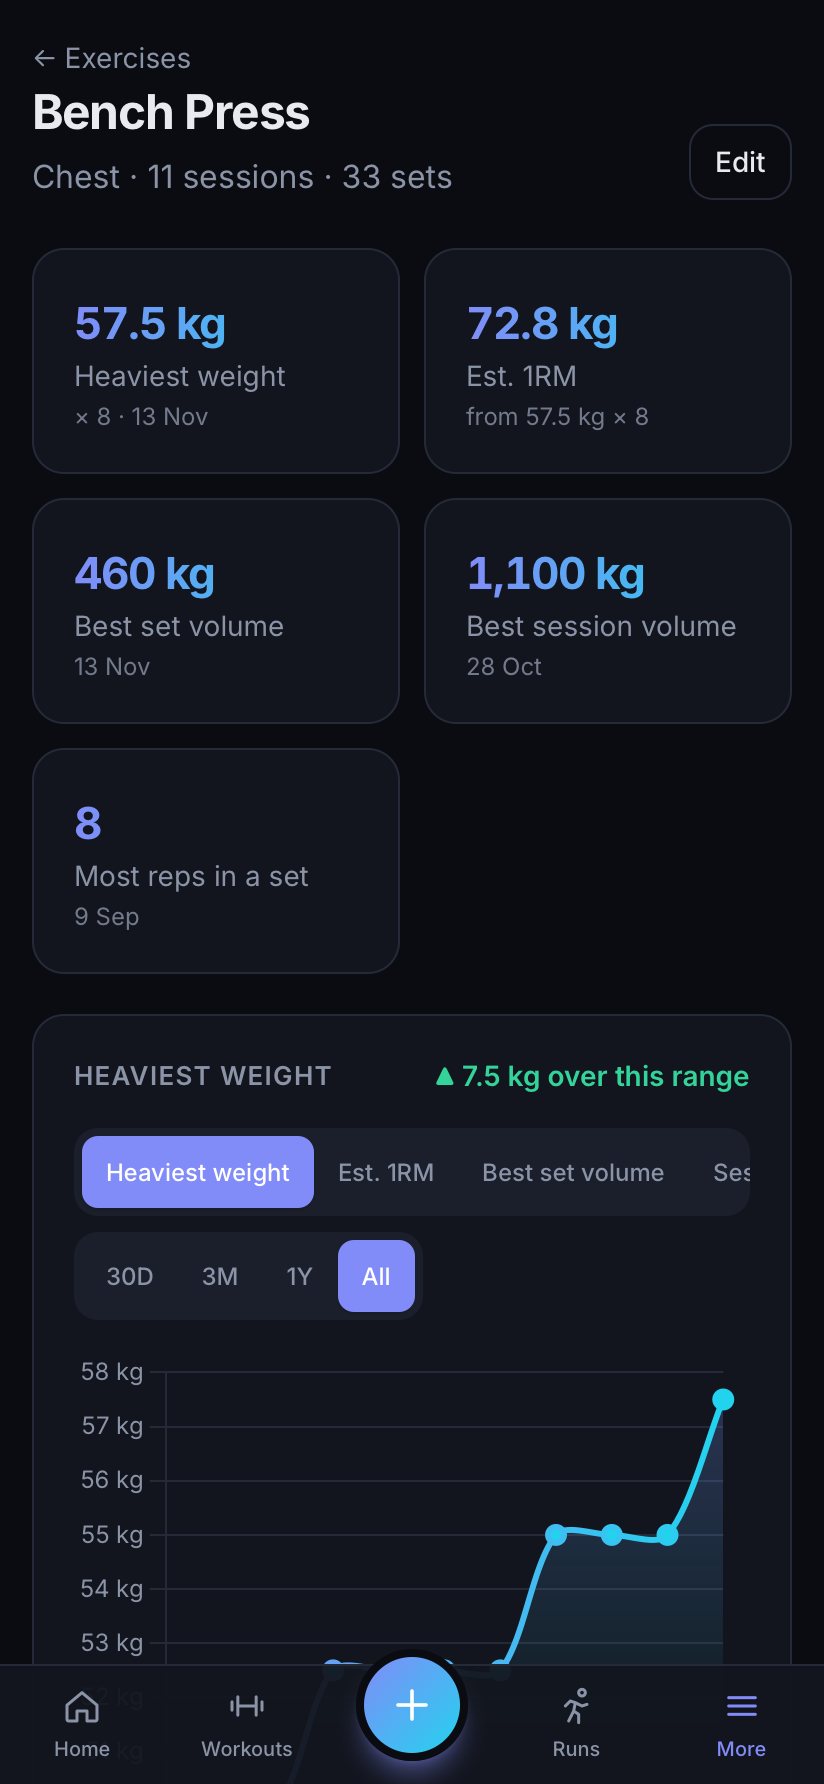 ← Exercises
Bench Press
Chest · 11 sessions · 33 sets
Edit
57.5 kg
Heaviest weight
× 8 · 13 Nov
72.8 kg
Est. 1RM
from 57.5 kg × 8
460 kg
Best set volume
13 Nov
1,100 kg
Best session volume
28 Oct
8
Most reps in a set
9 Sep
HEAVIEST WEIGHT
▲ 7.5 kg over this range
Heaviest weight
Est. 1RM
Best set volume
Ses
30D
3M
1Y
All
58 kg
57 kg
56 kg
55 kg
54 kg
53 kg
Home
Workouts
Runs
More